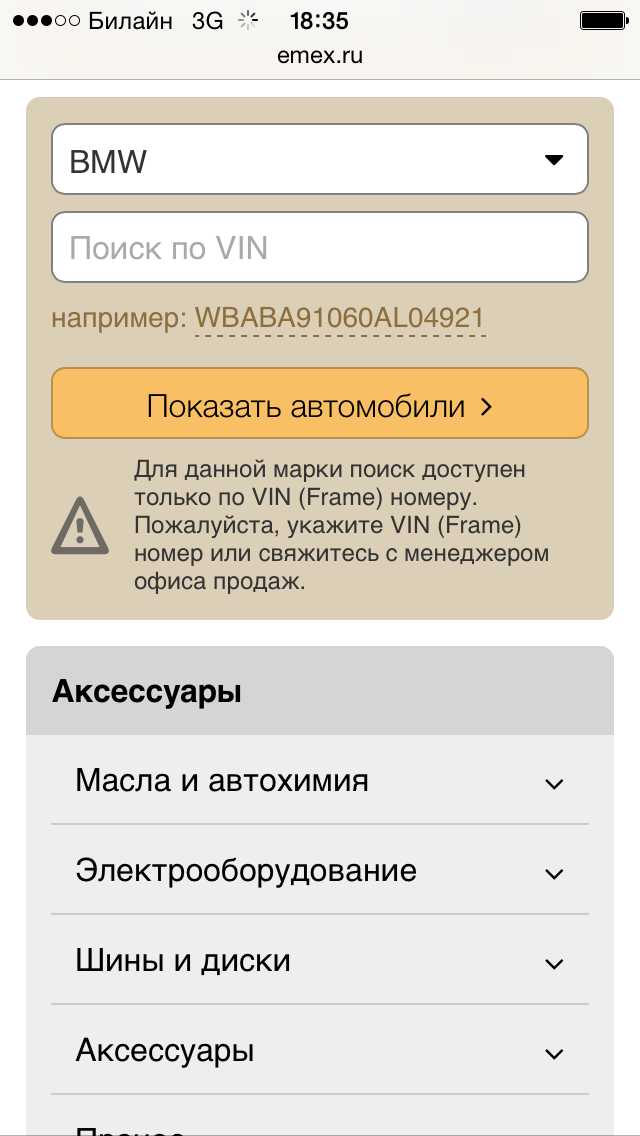 Билайн 3G 18:35
emex.ru
BMW
Поиск по VIN
например: WBABA91060AL04921
Показать автомобили
Для данной марки поиск доступен
только по VIN (Frame) номеру.
Пожалуйста, укажите VIN (Frame)
номер или свяжитесь с менеджером
офиса продаж.
Аксессуары
Масла и автохимия
Электрооборудование
Шины и диски
Аксессуары
Прочее